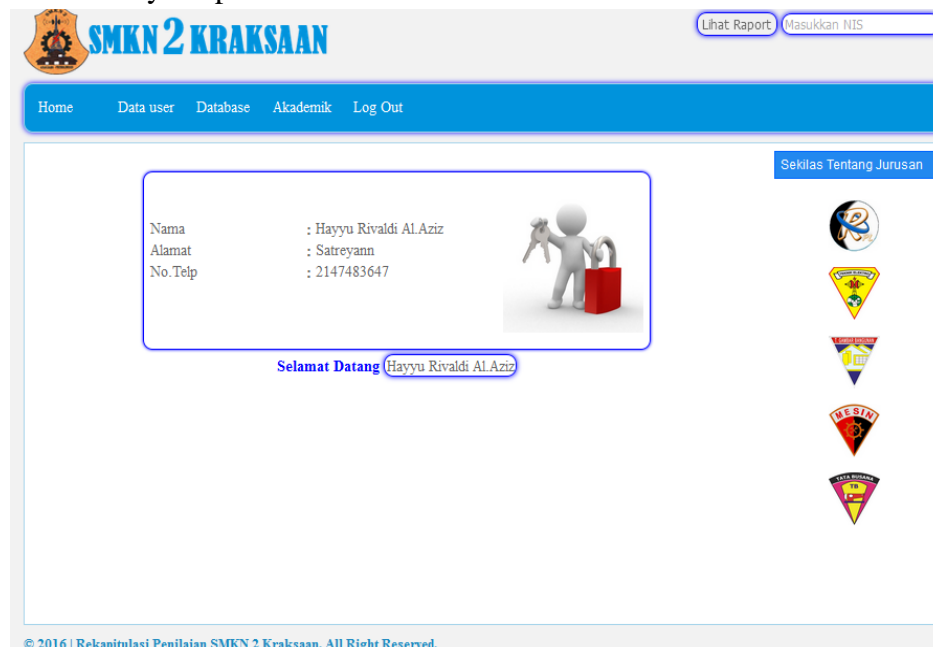 SMKN 2 KRAKSAAN
Lihat Raport Masukkan NIS
Home Data user Database Akademik Log Out
Sekilas Tentang Jurusan
Nama : Hayyu Rivaldi Al.Aziz
Alamat : Satreyann
No.Telp : 2147483647
Selamat Datang Hayyu Rivaldi Al.Aziz
MESIN
TATA BUSANA
TB
© 2016 | Rekapitulasi Penilaian SMKN 2 Kraksaan. All Right Reserved.